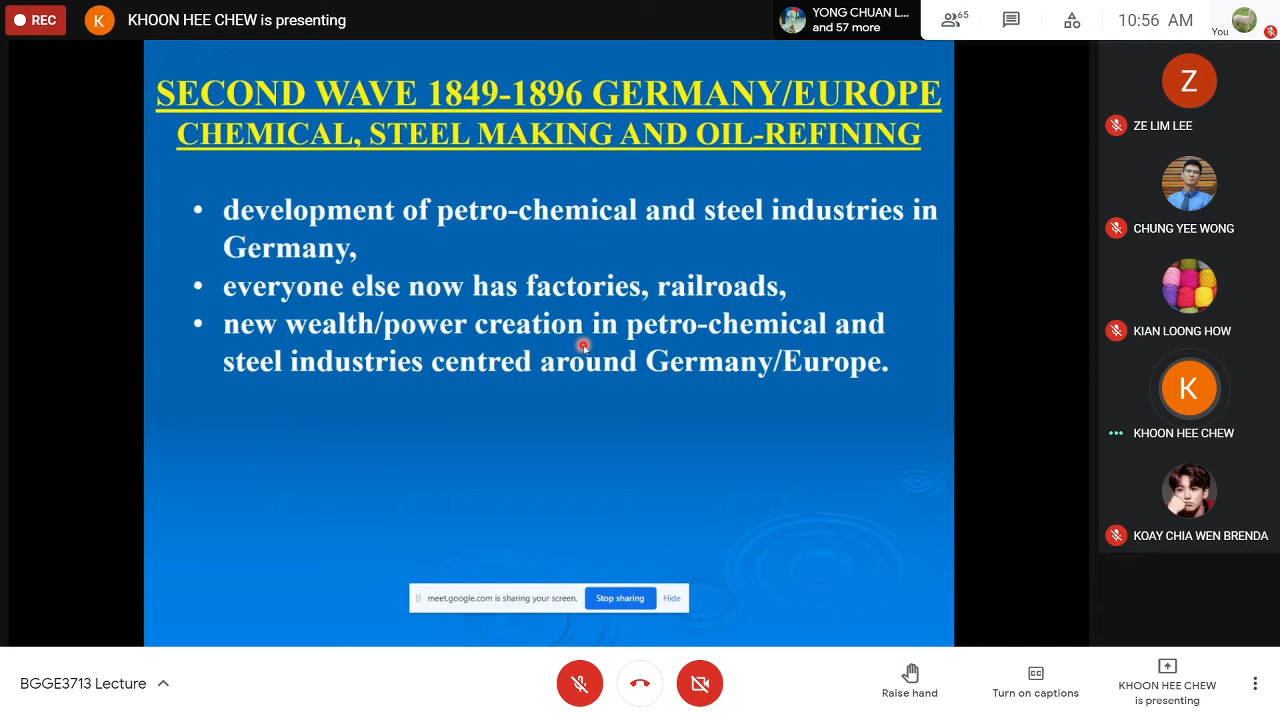 REC
K
KHOON HEE CHEW is presenting
YONG CHUAN L...
and 57 more
65
10:56 AM
You
SECOND WAVE 1849-1896 GERMANY/EUROPE
CHEMICAL, STEEL MAKING AND OIL-REFINING
• development of petro-chemical and steel industries in
Germany,
• everyone else now has factories, railroads,
• new wealth/power creation in petro-chemical and
steel industries centred around Germany/Europe.
meet.google.com is sharing your screen.
Stop sharing
Hide
Z
ZE LIM LEE
CHUNG YEE WONG
KIAN LOONG HOW
K
KHOON HEE CHEW
KOAY CHIA WEN BRENDA
BGGE3713 Lecture
Raise hand
CC
Turn on captions
KHOON HEE CHEW
is presenting